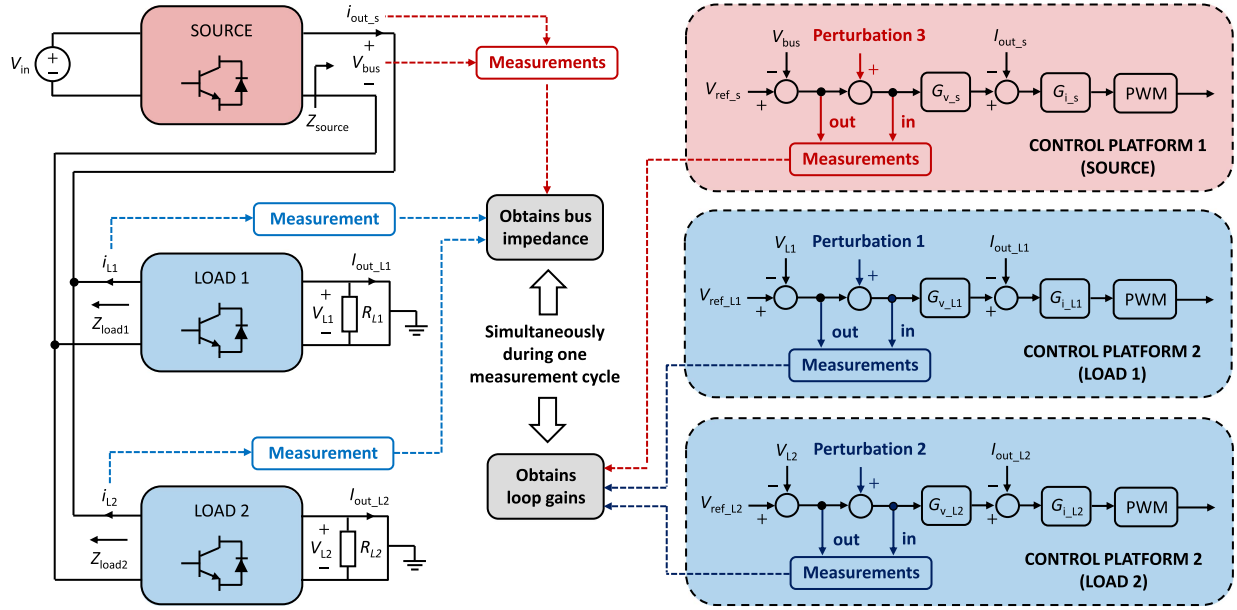 SOURCE
V_in
+
−
i_out_s
+
V_bus
−
Z_source
Measurements
Measurement
Obtains bus
impedance
i_L1
LOAD 1
Z_load1
I_out_L1
+
V_L1
−
R_L1
Simultaneously
during one
measurement cycle
Measurement
Obtains
loop gains
i_L2
LOAD 2
Z_load2
I_out_L2
+
V_L2
−
R_L2
V_bus
Perturbation 3
I_out_s
−
+
−
V_ref_s
+
G_v_s
+
G_i_s
PWM
out
in
Measurements
CONTROL PLATFORM 1
(SOURCE)
V_L1
Perturbation 1
I_out_L1
−
+
−
V_ref_L1
+
G_v_L1
+
G_i_L1
PWM
out
in
Measurements
CONTROL PLATFORM 2
(LOAD 1)
V_L2
Perturbation 2
I_out_L2
−
+
−
V_ref_L2
+
G_v_L2
+
G_i_L2
PWM
out
in
Measurements
CONTROL PLATFORM 2
(LOAD 2)